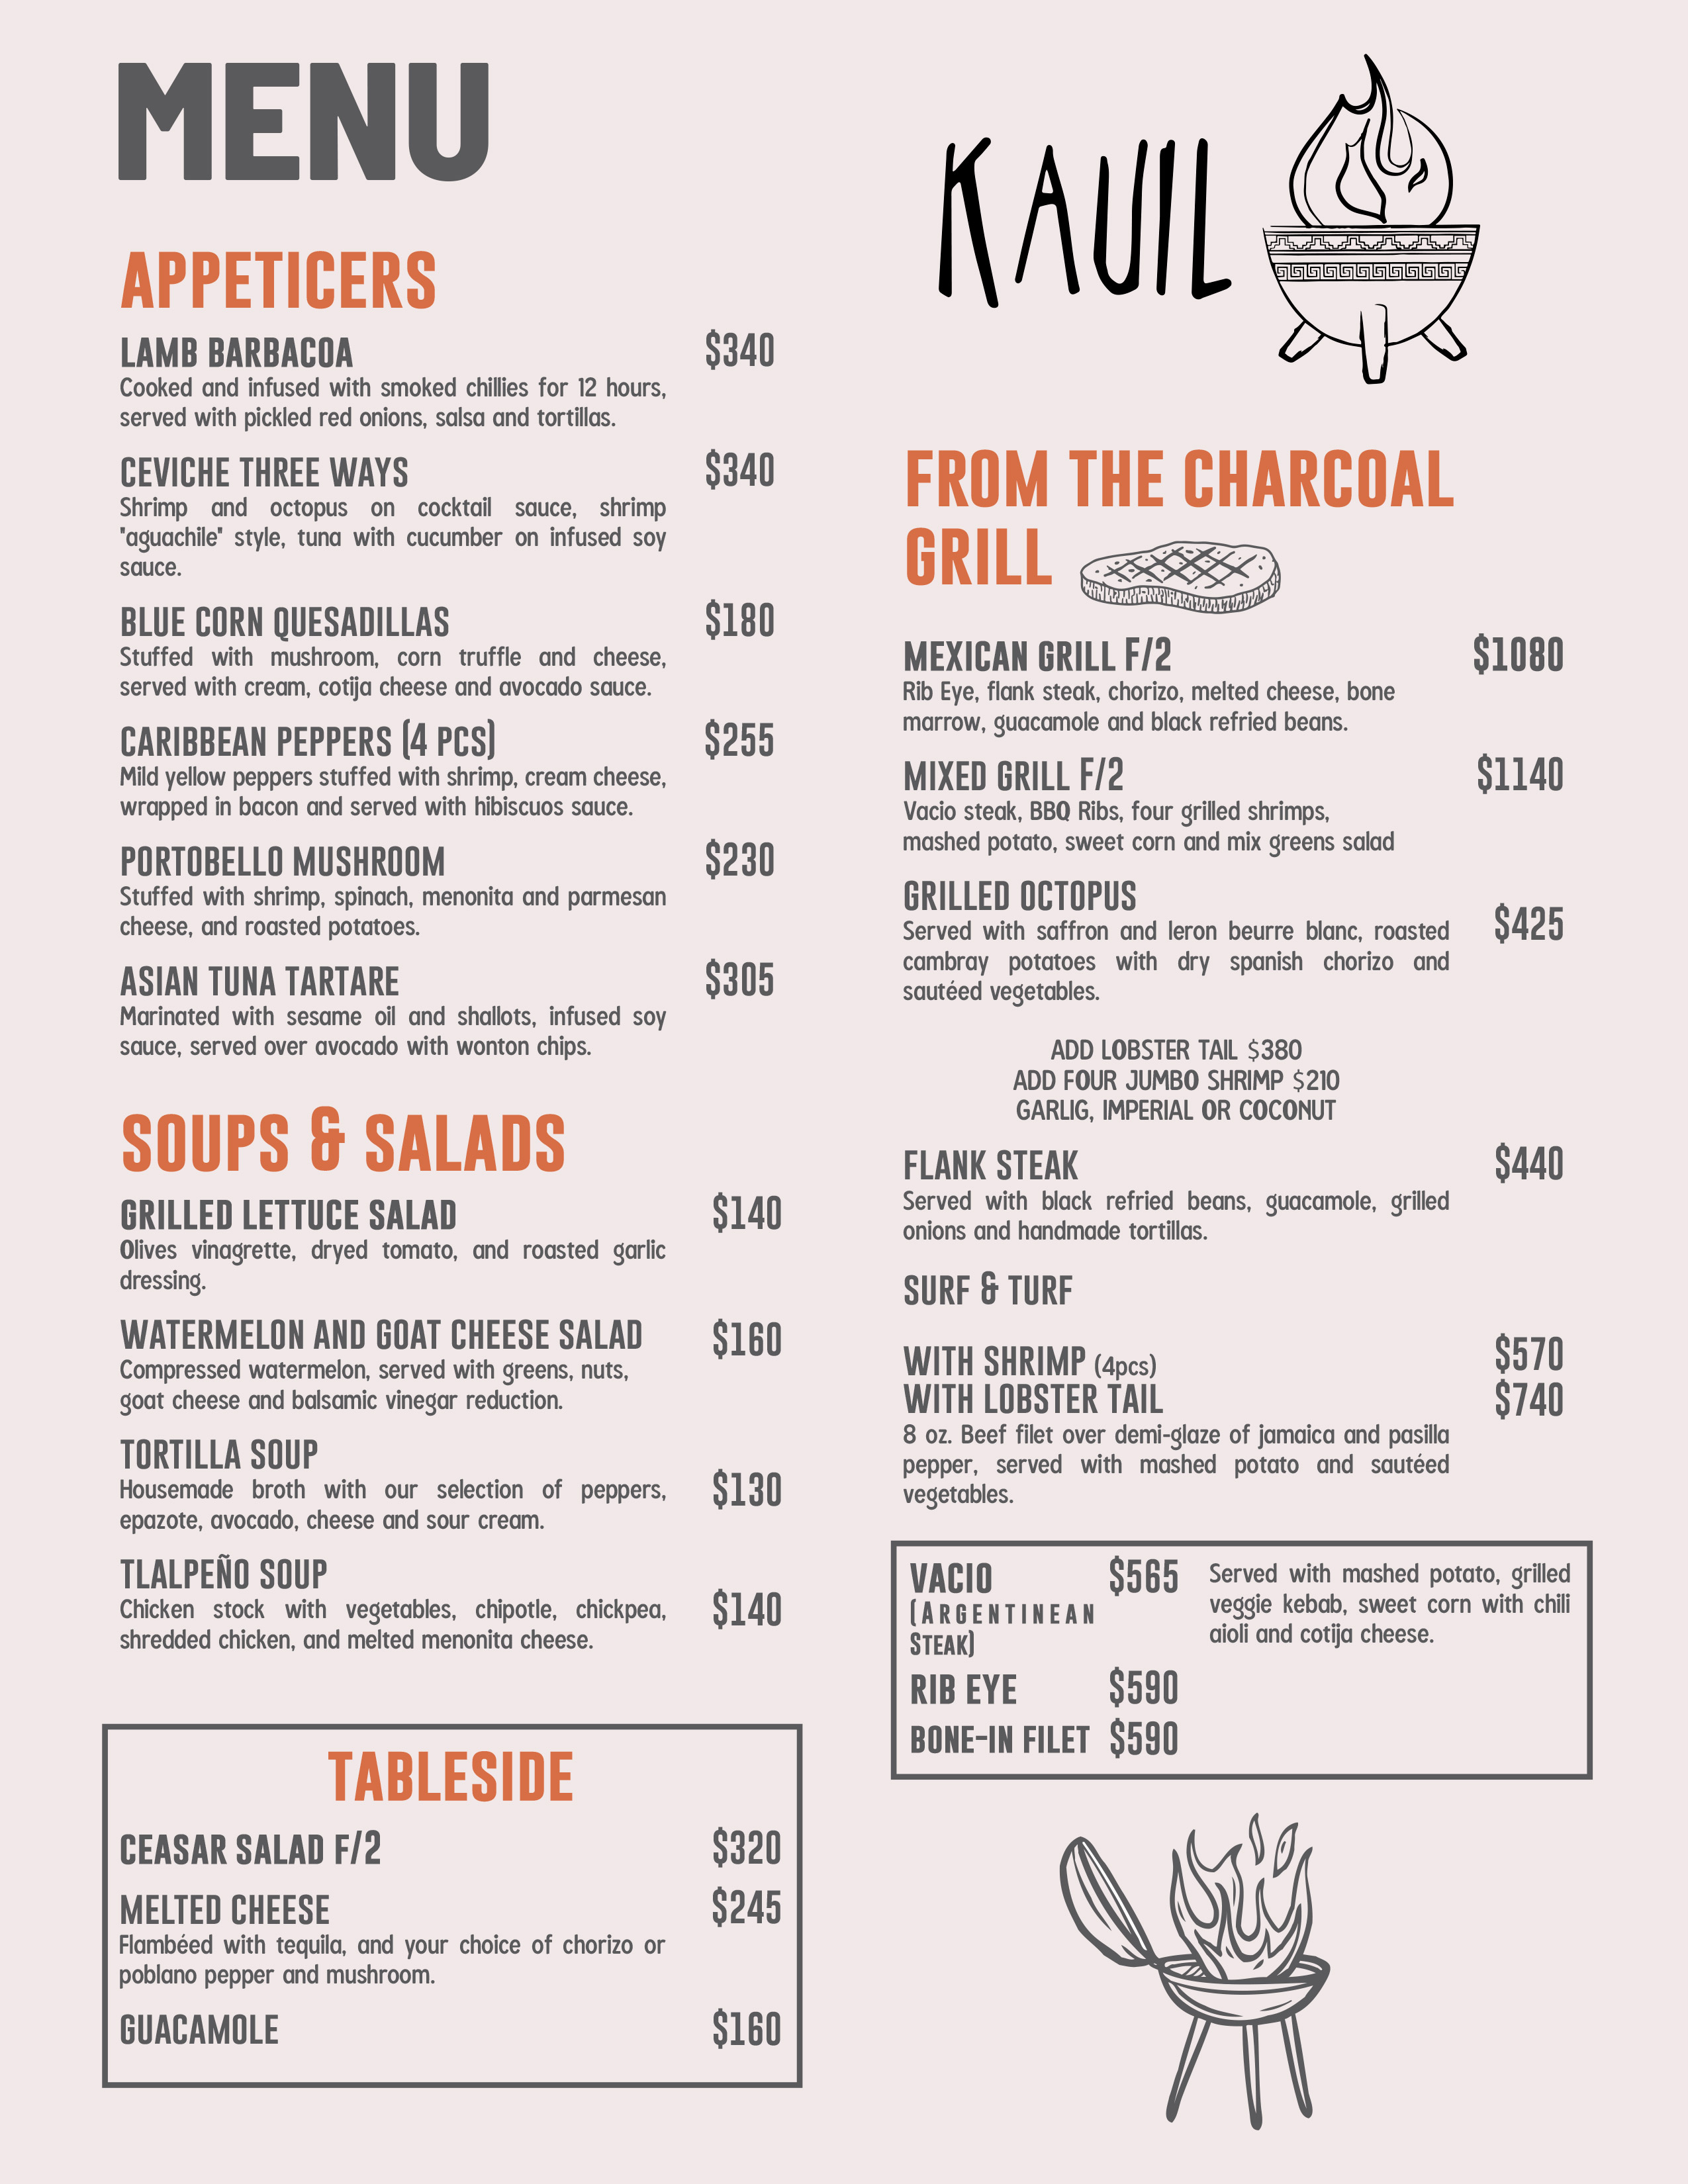 MENU
APPETICERS
LAMB BARBACOA $340
Cooked and infused with smoked chillies for 12 hours,
served with pickled red onions, salsa and tortillas.
CEVICHE THREE WAYS $340
Shrimp and octopus on cocktail sauce, shrimp
"aguachile" style, tuna with cucumber on infused soy
sauce.
BLUE CORN QUESADILLAS $180
Stuffed with mushroom, corn truffle and cheese,
served with cream, cotija cheese and avocado sauce.
CARIBBEAN PEPPERS (4 PCS) $255
Mild yellow peppers stuffed with shrimp, cream cheese,
wrapped in bacon and served with hibiscuos sauce.
PORTOBELLO MUSHROOM $230
Stuffed with shrimp, spinach, menonita and parmesan
cheese, and roasted potatoes.
ASIAN TUNA TARTARE $305
Marinated with sesame oil and shallots, infused soy
sauce, served over avocado with wonton chips.
SOUPS & SALADS
GRILLED LETTUCE SALAD $140
Olives vinagrette, dryed tomato, and roasted garlic
dressing.
WATERMELON AND GOAT CHEESE SALAD $160
Compressed watermelon, served with greens, nuts,
goat cheese and balsamic vinegar reduction.
TORTILLA SOUP
Housemade broth with our selection of peppers, $130
epazote, avocado, cheese and sour cream.
TLALPEÑO SOUP
Chicken stock with vegetables, chipotle, chickpea, $140
shredded chicken, and melted menonita cheese.
TABLESIDE
CEASAR SALAD F/2 $320
MELTED CHEESE $245
Flambéed with tequila, and your choice of chorizo or
poblano pepper and mushroom.
GUACAMOLE $160
KAUIL
FROM THE CHARCOAL
GRILL
MEXICAN GRILL F/2 $1080
Rib Eye, flank steak, chorizo, melted cheese, bone
marrow, guacamole and black refried beans.
MIXED GRILL F/2 $1140
Vacio steak, BBQ Ribs, four grilled shrimps,
mashed potato, sweet corn and mix greens salad
GRILLED OCTOPUS
Served with saffron and leron beurre blanc, roasted $425
cambray potatoes with dry spanish chorizo and
sautéed vegetables.
ADD LOBSTER TAIL $380
ADD FOUR JUMBO SHRIMP $210
GARLIG, IMPERIAL OR COCONUT
FLANK STEAK $440
Served with black refried beans, guacamole, grilled
onions and handmade tortillas.
SURF & TURF
WITH SHRIMP (4pcs) $570
WITH LOBSTER TAIL $740
8 oz. Beef filet over demi-glaze of jamaica and pasilla
pepper, served with mashed potato and sautéed
vegetables.
VACIO $565
(ARGENTINEAN
STEAK)
RIB EYE $590
BONE-IN FILET $590
Served with mashed potato, grilled
veggie kebab, sweet corn with chili
aioli and cotija cheese.